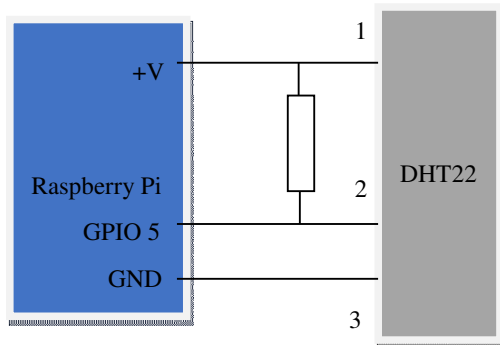 1
+V
Raspberry Pi
2
DHT22
GPIO 5
GND
3